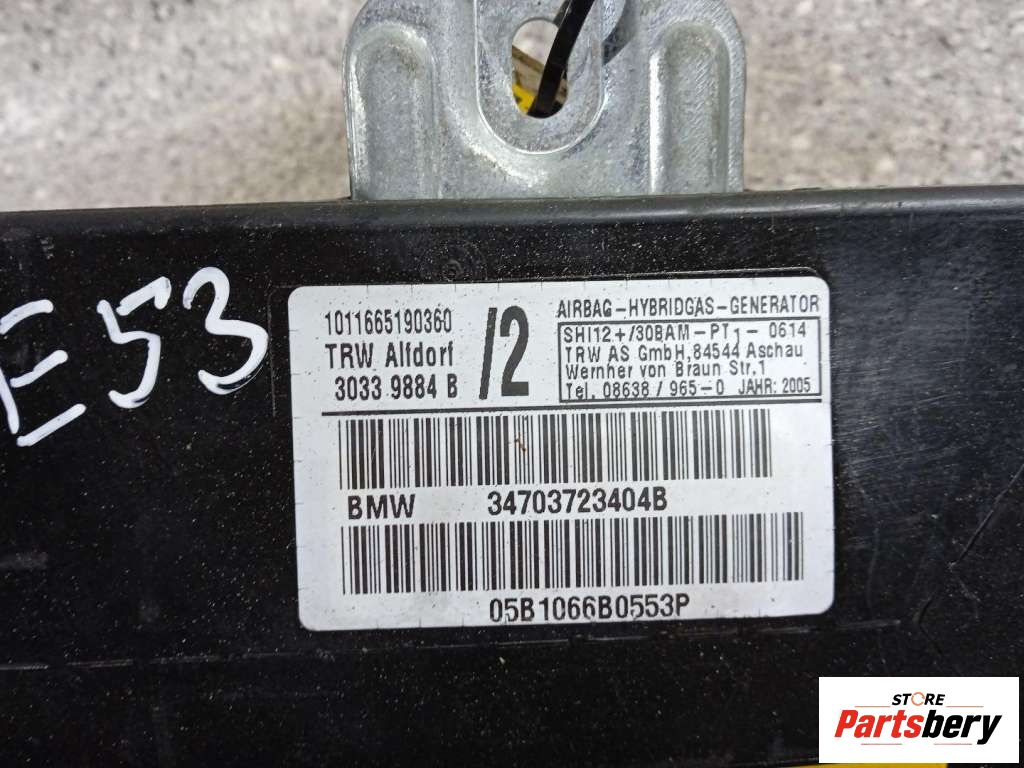 E53
1011665190360
TRW Alfdorf
3033 9884 B
/2
AIRBAG-HYBRIDGAS-GENERATOR
SHI12+/30BAM-PT1-0614
TRW AS GmbH,84544 Aschau
Wernher von Braun Str.1
Tel. 08638/965-0 JAHR:2005
BMW 34703723404B
05B1066B0553P
STORE
Partsbery